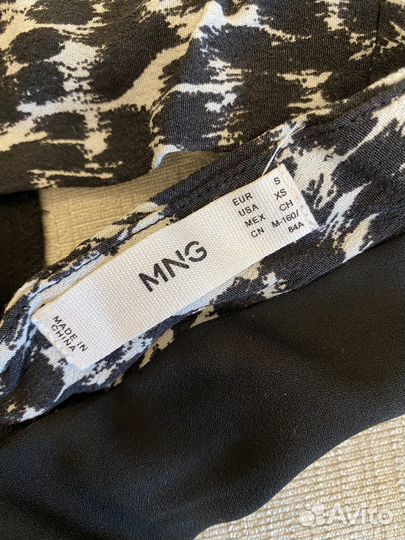 MNG
MADE IN
CHINA
EUR S
USA XS
MEX CH
CN M-160/
84A
Avito